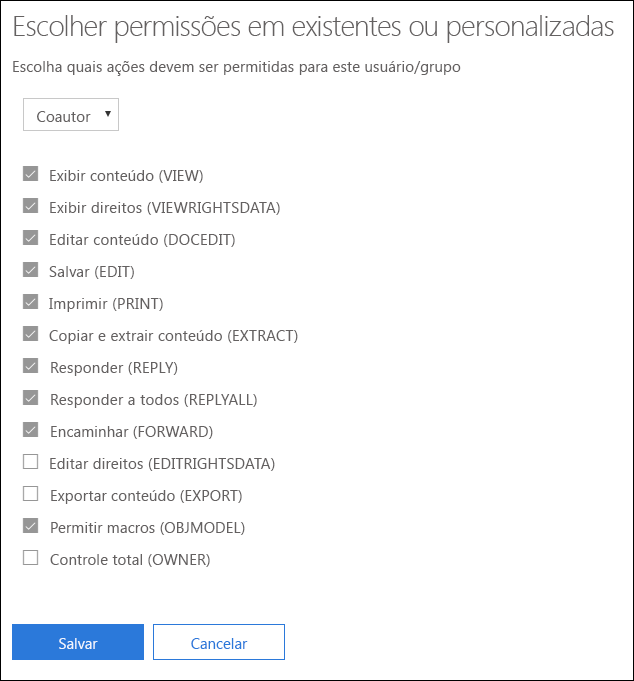 Escolher permissões em existentes ou personalizadas
Escolha quais ações devem ser permitidas para este usuário/grupo
Coautor
Exibir conteúdo (VIEW)
Exibir direitos (VIEWRIGHTSDATA)
Editar conteúdo (DOCEDIT)
Salvar (EDIT)
Imprimir (PRINT)
Copiar e extrair conteúdo (EXTRACT)
Responder (REPLY)
Responder a todos (REPLYALL)
Encaminhar (FORWARD)
Editar direitos (EDITRIGHTSDATA)
Exportar conteúdo (EXPORT)
Permitir macros (OBJMODEL)
Controle total (OWNER)
Salvar
Cancelar